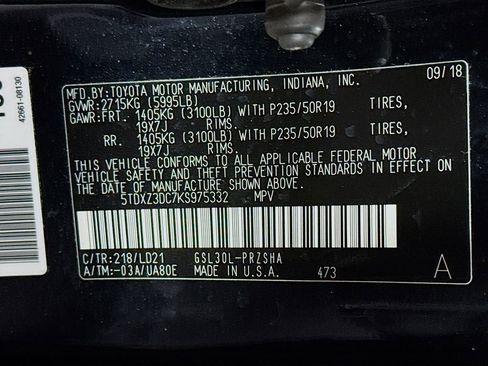 42661-08130
MFD.BY:TOYOTA MOTOR MANUFACTURING, INDIANA, INC. 09/18
GVWR:2715KG (5995LB)
GAWR:FRT. 1405KG (3100LB) WITH P235/50R19 TIRES,
19X7J RIMS.
RR. 1405KG (3100LB) WITH P235/50R19 TIRES,
19X7J RIMS.
THIS VEHICLE CONFORMS TO ALL APPLICABLE FEDERAL MOTOR
VEHICLE SAFETY AND THEFT PREVENTION STANDARDS IN EFFECT
ON THE DATE OF MANUFACTURE SHOWN ABOVE.
5TDXZ3DC7KS975332 MPV
C/TR:218/LD21 GSL30L-PRZSHA
A/TM:-03A/UA80E MADE IN U.S.A. 473 A